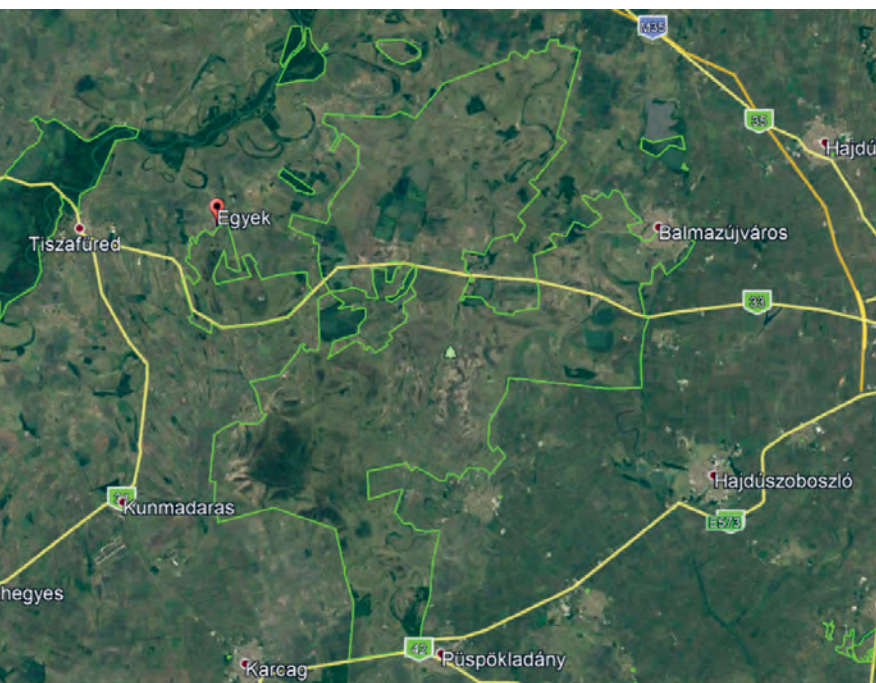 M35
35
Hajdú
Egyek
Tiszafüred
Balmazújváros
33
Hajdúszoboszló
Kunmadaras
E573
hegyes
42
Püspökladány
Karcag